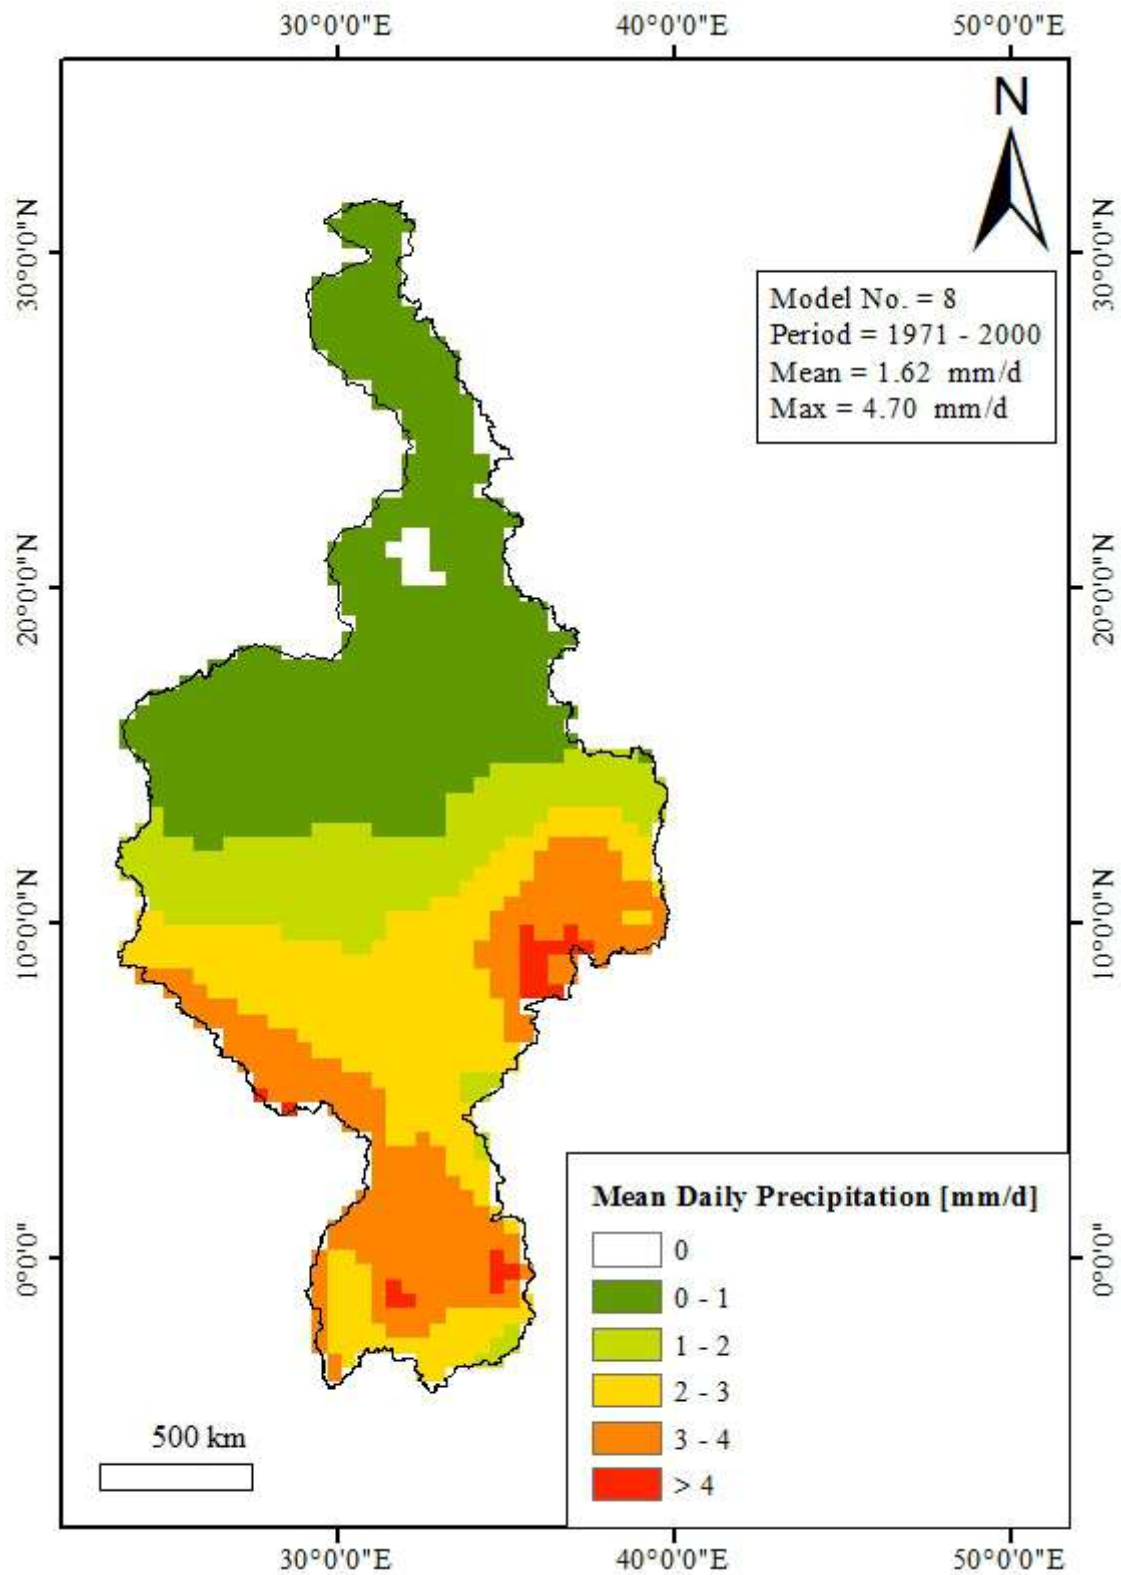 30°0'0"E 40°0'0"E 50°0'0"E
N
30°0'0"N 30°0'0"N
Model No. = 8
Period = 1971 - 2000
Mean = 1.62 mm/d
Max = 4.70 mm/d
20°0'0"N 20°0'0"N
10°0'0"N 10°0'0"N
0°0'0" 0°0'0"
Mean Daily Precipitation [mm/d]
0
0 - 1
1 - 2
2 - 3
3 - 4
> 4
500 km
30°0'0"E 40°0'0"E 50°0'0"E